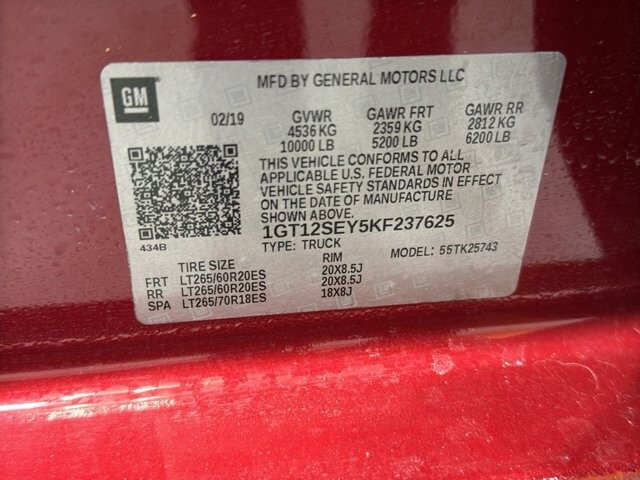 GM
MFD BY GENERAL MOTORS LLC
02/19 GVWR GAWR FRT GAWR RR
4536 KG 2359 KG 2812 KG
10000 LB 5200 LB 6200 LB
THIS VEHICLE CONFORMS TO ALL
APPLICABLE U.S. FEDERAL MOTOR
VEHICLE SAFETY STANDARDS IN EFFECT
ON THE DATE OF MANUFACTURE SHOWN ABOVE.
434B 1GT12SEY5KF237625
TYPE: TRUCK MODEL: 55TK25743
TIRE SIZE RIM
FRT LT265/60R20ES 20X8.5J
RR LT265/60R20ES 20X8.5J
SPA LT265/70R18ES 18X8J